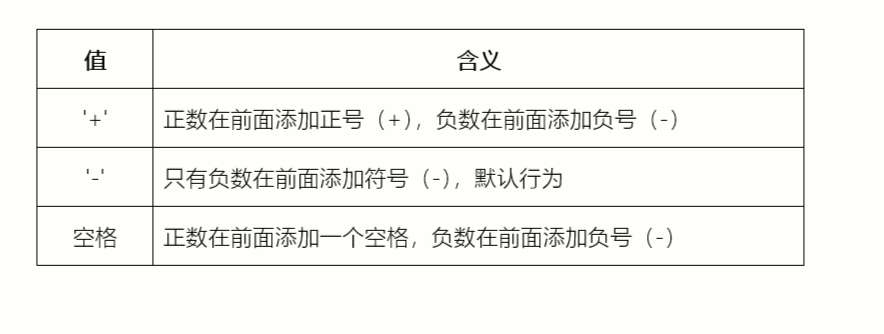 值 含义
'+' 正数在前面添加正号（+），负数在前面添加负号（-）
'-' 只有负数在前面添加符号（-），默认行为
空格 正数在前面添加一个空格，负数在前面添加负号（-）